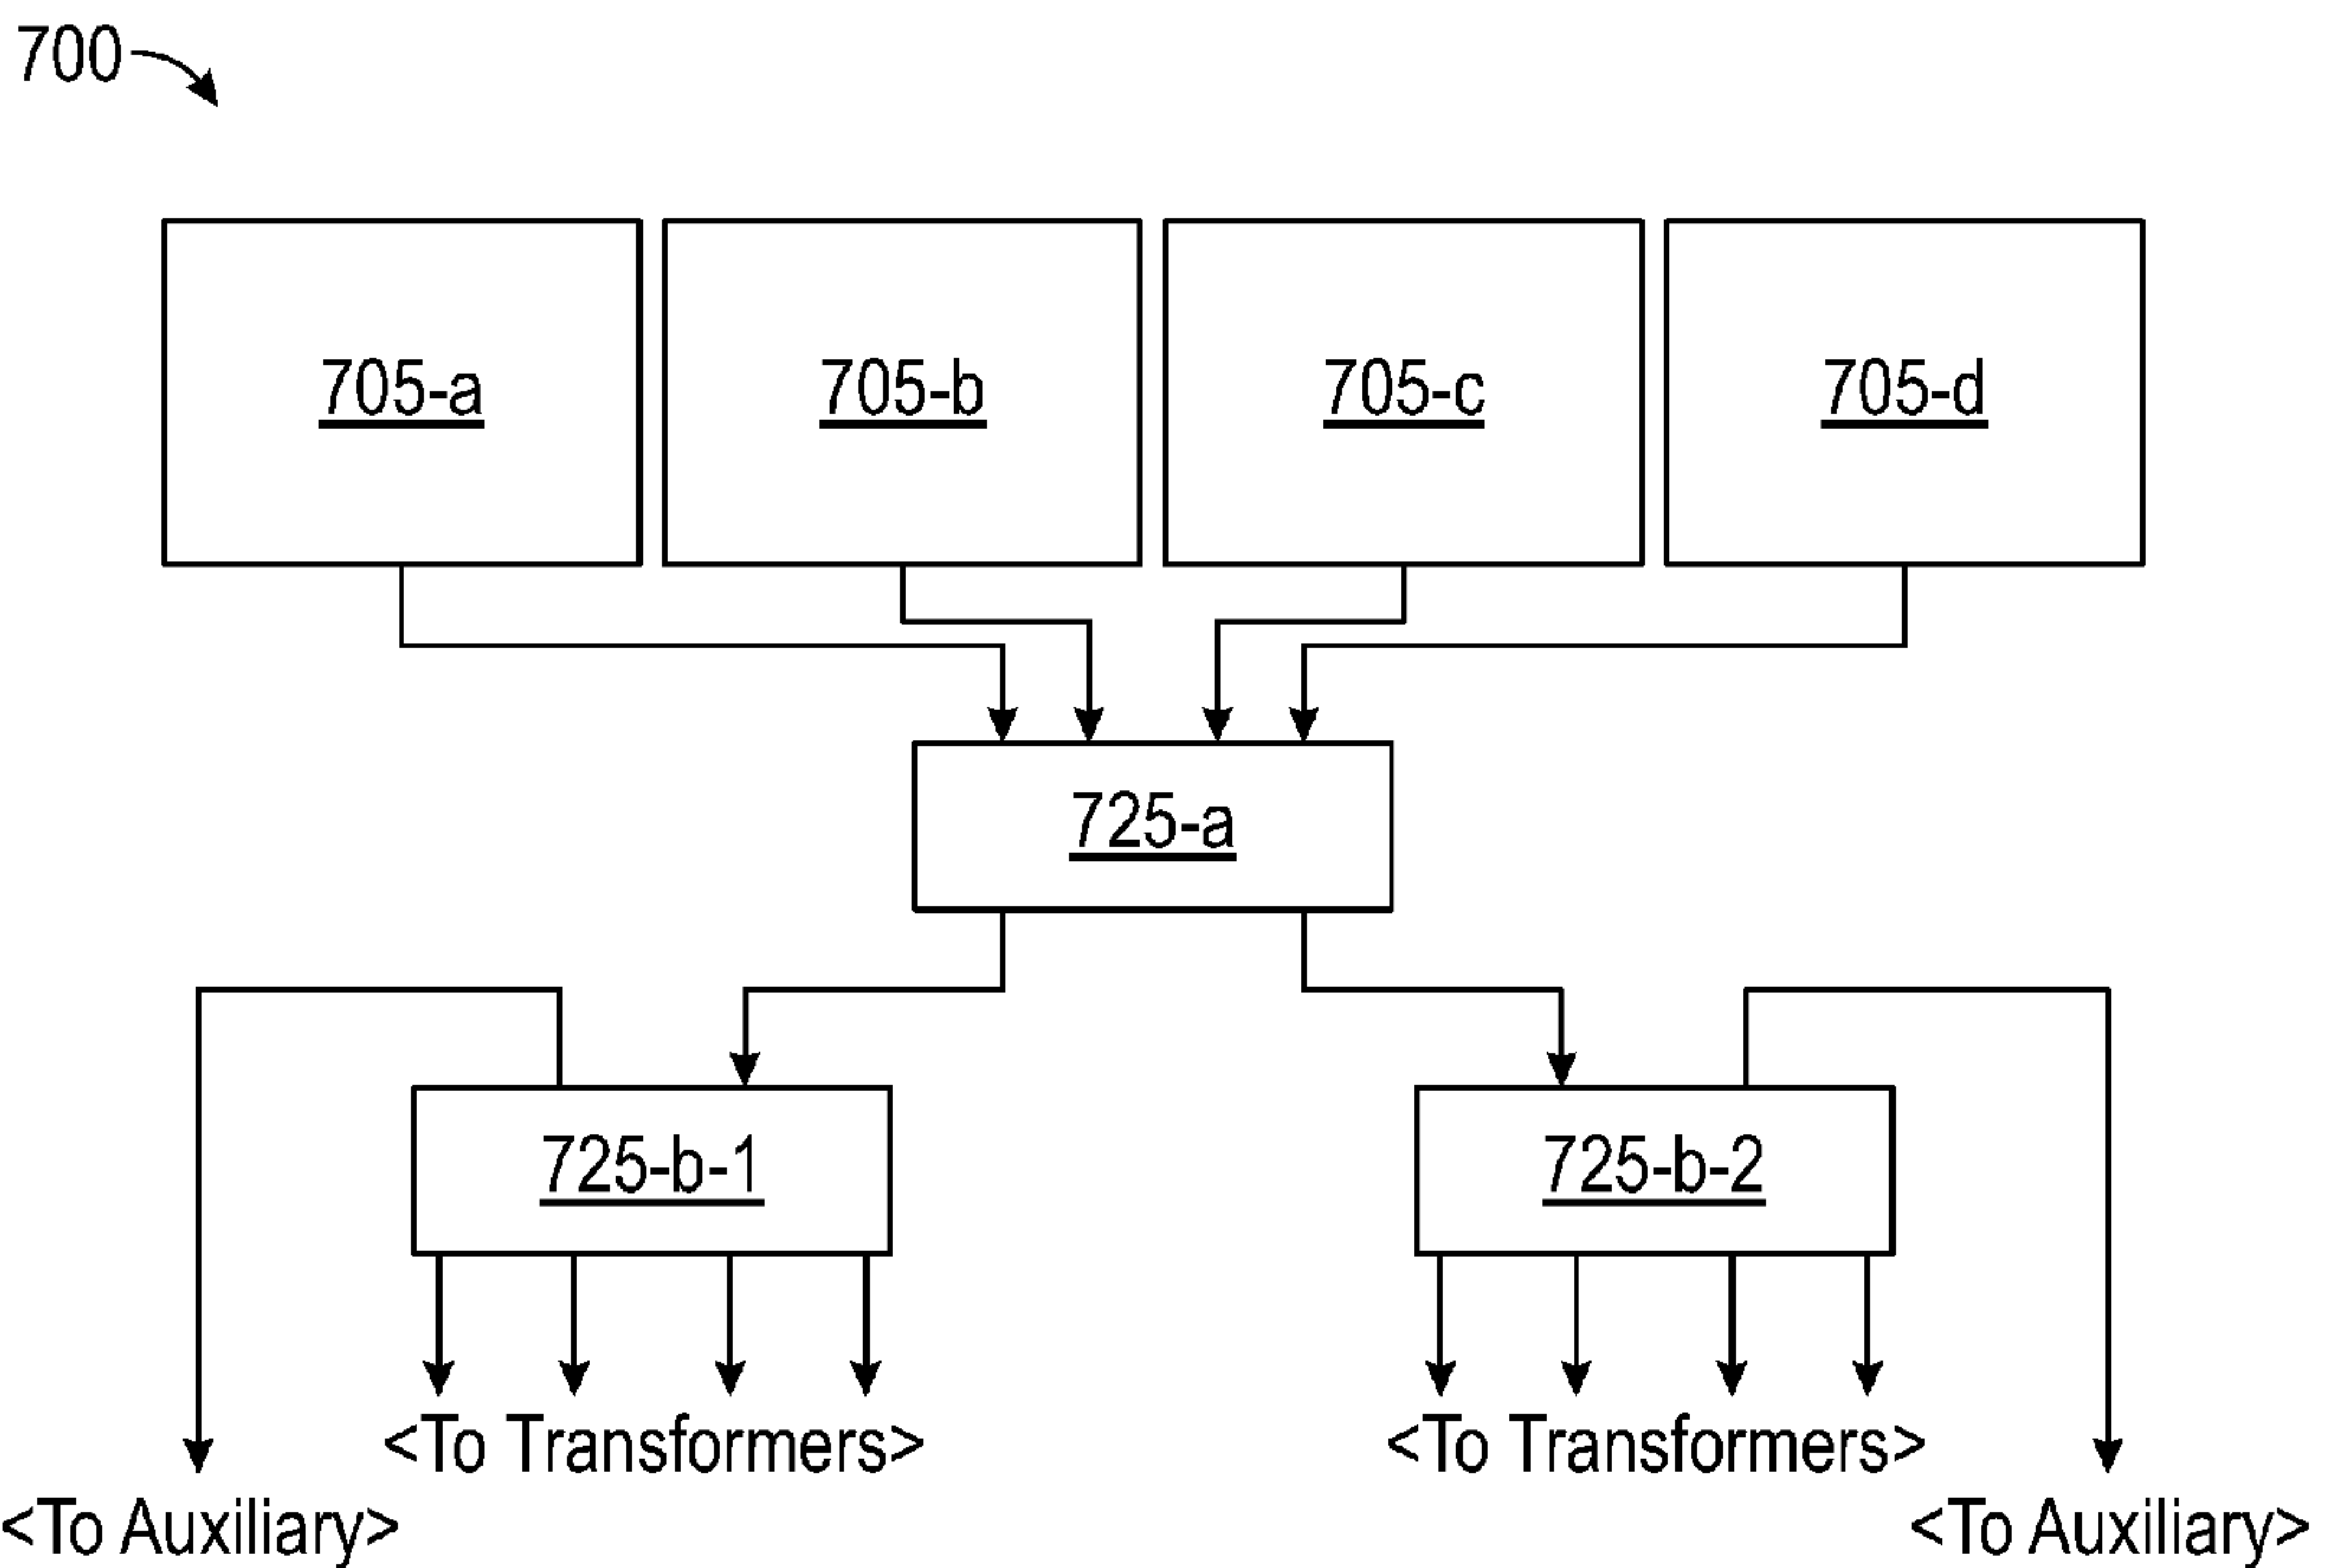 700
705-a 705-b 705-c 705-d
725-a
725-b-1 725-b-2
<To Transformers> <To Transformers>
<To Auxiliary> <To Auxiliary>